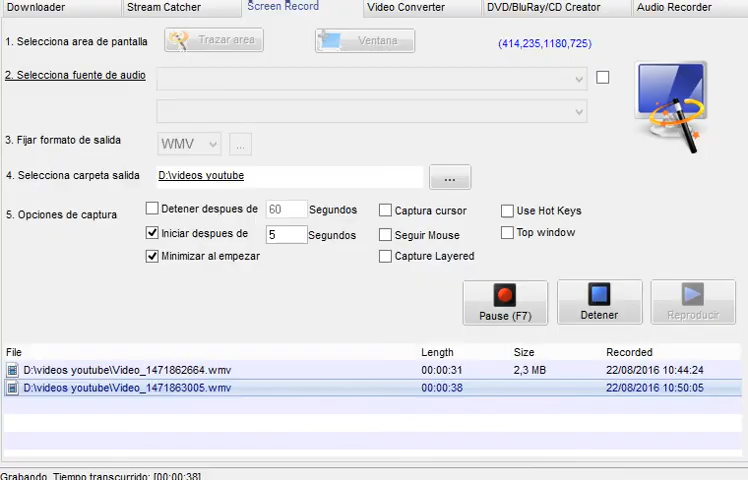 Downloader Stream Catcher Screen Record Video Converter DVD/BluRay/CD Creator Audio Recorder
1. Selecciona area de pantalla Trazar area Ventana (414,235,1180,725)
2. Selecciona fuente de audio
3. Fijar formato de salida WMV ...
4. Selecciona carpeta salida D:\videos youtube ...
5. Opciones de captura Detener despues de 60 Segundos Captura cursor Use Hot Keys
Iniciar despues de 5 Segundos Seguir Mouse Top window
Minimizar al empezar Capture Layered
Pause (F7) Detener Reproducir
File Length Size Recorded
D:\videos youtube\Video_1471862664.wmv 00:00:31 2,3 MB 22/08/2016 10:44:24
D:\videos youtube\Video_1471863005.wmv 00:00:38 22/08/2016 10:50:05
Grabando. Tiempo transcurrido: [00:00:38]